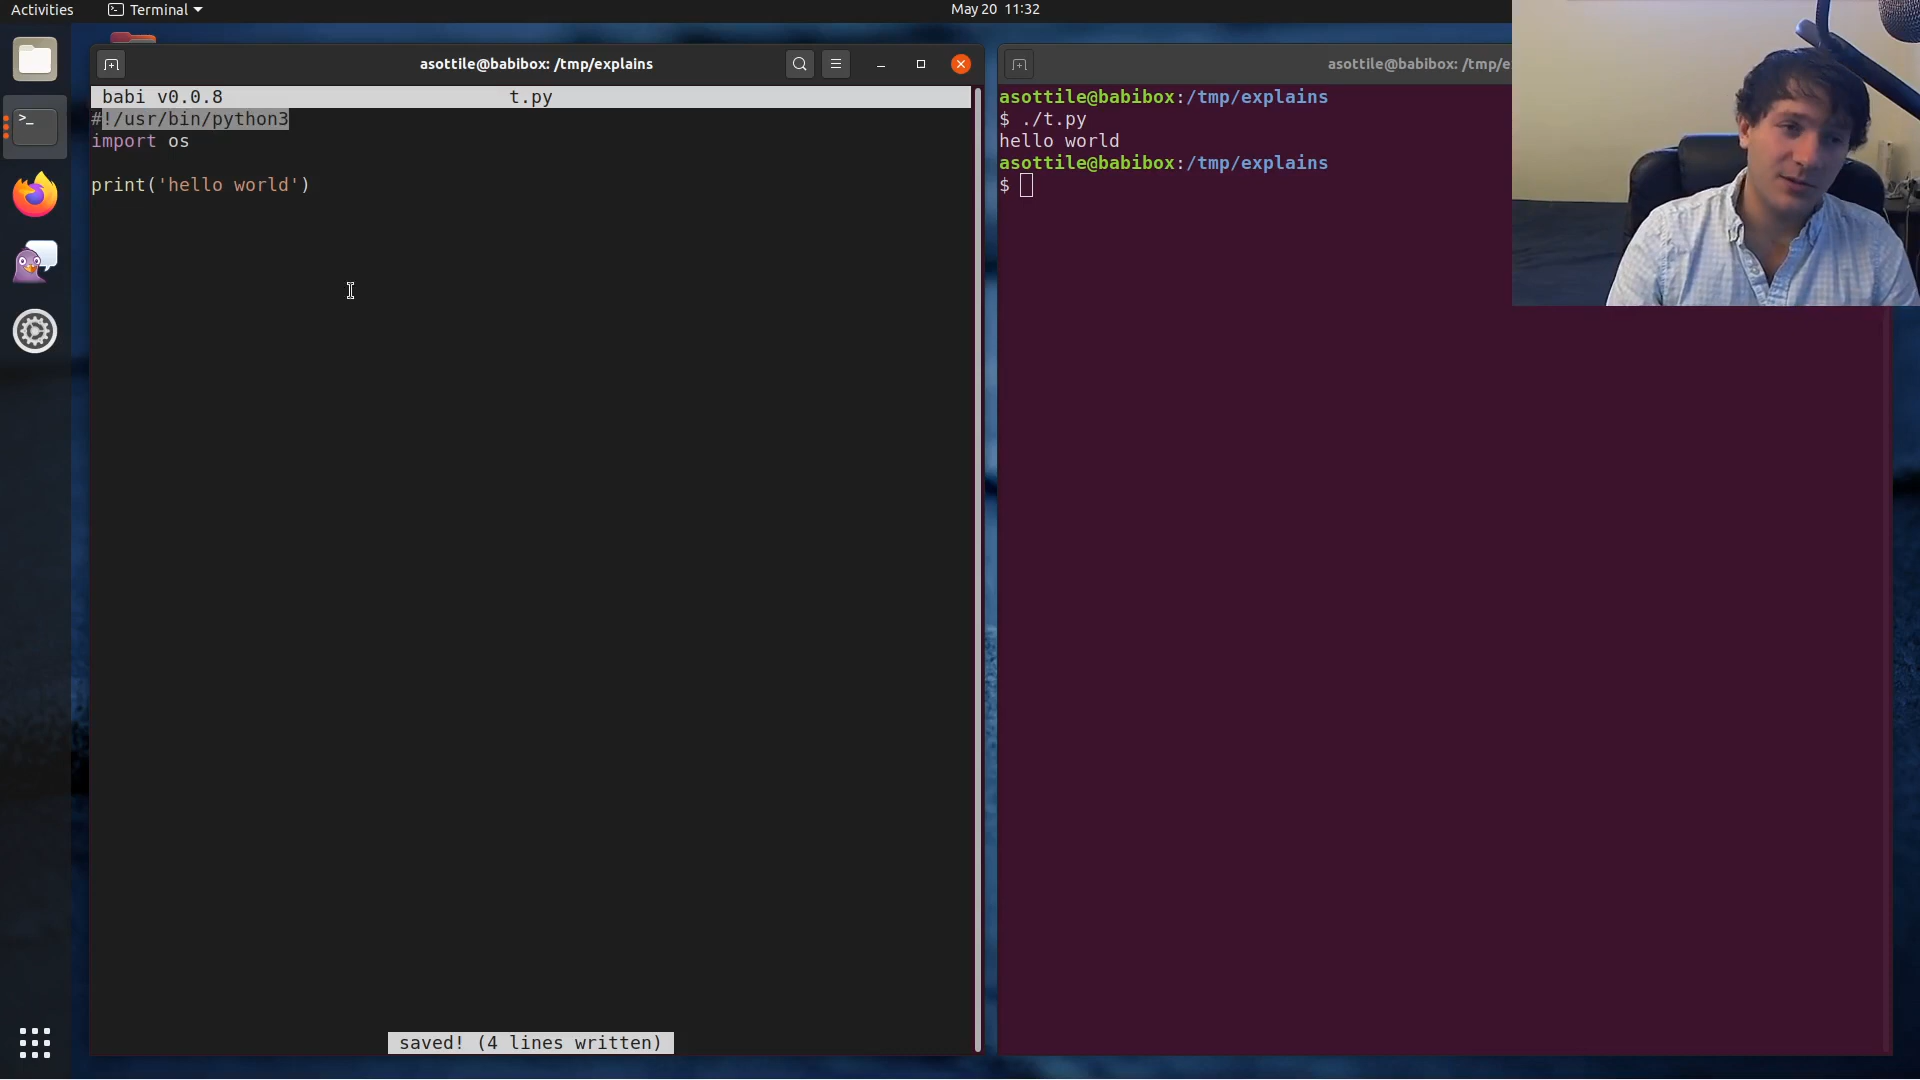 Activities
Terminal
May 20 11:32
asottile@babibox: /tmp/explains
babi v0.0.8 t.py
#!/usr/bin/python3
import os
print('hello world')
saved! (4 lines written)
asottile@babibox: /tmp/e
asottile@babibox:/tmp/explains
$ ./t.py
hello world
asottile@babibox:/tmp/explains
$